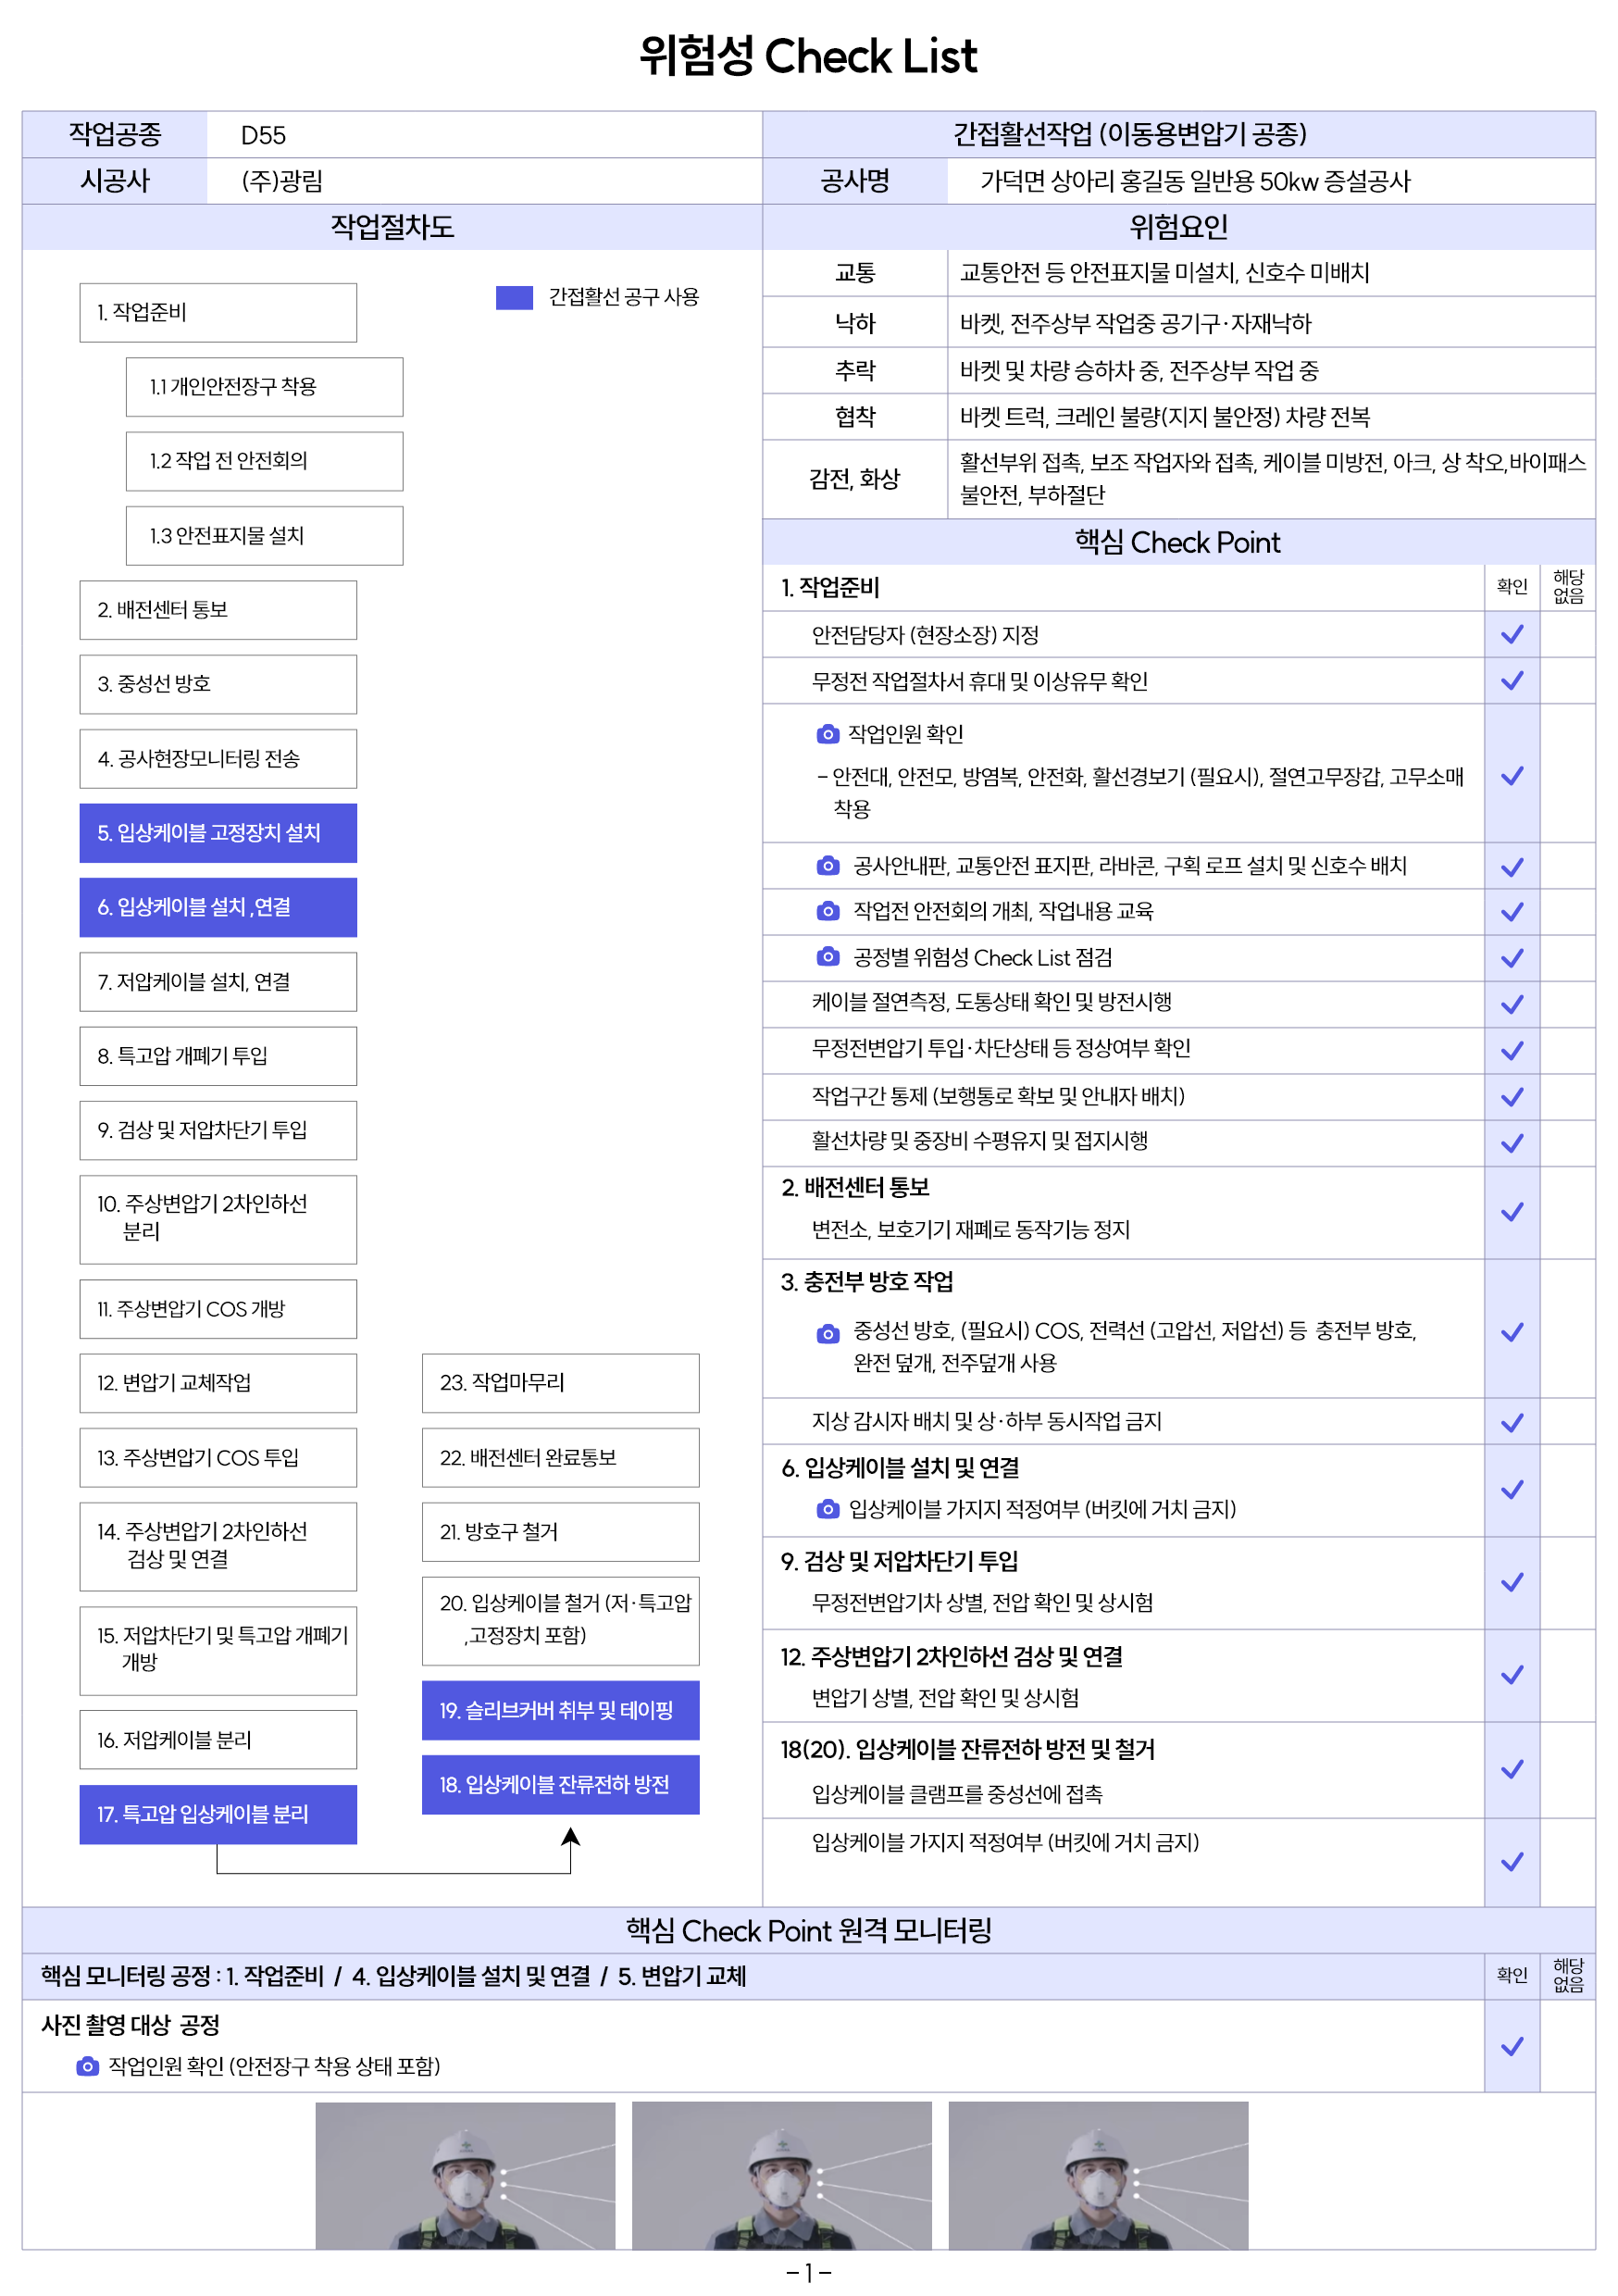 위험성 Check List
작업공종 D55
간접활선작업 (이동용변압기 공종)
시공사 (주)광림
공사명 가덕면 상아리 홍길동 일반용 50kw 증설공사
작업절차도
간접활선 공구 사용
1. 작업준비
1.1 개인안전장구 착용
1.2 작업 전 안전회의
1.3 안전표지물 설치
2. 배전센터 통보
3. 중성선 방호
4. 공사현장모니터링 전송
5. 입상케이블 고정장치 설치
6. 입상케이블 설치 ,연결
7. 저압케이블 설치, 연결
8. 특고압 개폐기 투입
9. 검상 및 저압차단기 투입
10. 주상변압기 2차인하선
분리
11. 주상변압기 COS 개방
12. 변압기 교체작업
13. 주상변압기 COS 투입
14. 주상변압기 2차인하선
검상 및 연결
15. 저압차단기 및 특고압 개폐기
개방
16. 저압케이블 분리
17. 특고압 입상케이블 분리
23. 작업마무리
22. 배전센터 완료통보
21. 방호구 철거
20. 입상케이블 철거 (저·특고압
,고정장치 포함)
19. 슬리브커버 취부 및 테이핑
18. 입상케이블 잔류전하 방전
위험요인
교통 교통안전 등 안전표지물 미설치, 신호수 미배치
낙하 바켓, 전주상부 작업중 공기구·자재낙하
추락 바켓 및 차량 승하차 중, 전주상부 작업 중
협착 바켓 트럭, 크레인 불량(지지 불안정) 차량 전복
감전, 화상 활선부위 접촉, 보조 작업자와 접촉, 케이블 미방전, 아크, 상 착오,바이패스
불안전, 부하절단
핵심 Check Point
1. 작업준비 확인 해당
없음
안전담당자 (현장소장) 지정
무정전 작업절차서 휴대 및 이상유무 확인
작업인원 확인
– 안전대, 안전모, 방염복, 안전화, 활선경보기 (필요시), 절연고무장갑, 고무소매
착용
공사안내판, 교통안전 표지판, 라바콘, 구획 로프 설치 및 신호수 배치
작업전 안전회의 개최, 작업내용 교육
공정별 위험성 Check List 점검
케이블 절연측정, 도통상태 확인 및 방전시행
무정전변압기 투입·차단상태 등 정상여부 확인
작업구간 통제 (보행통로 확보 및 안내자 배치)
활선차량 및 중장비 수평유지 및 접지시행
2. 배전센터 통보
변전소, 보호기기 재폐로 동작기능 정지
3. 충전부 방호 작업
중성선 방호, (필요시) COS, 전력선 (고압선, 저압선) 등 충전부 방호,
완전 덮개, 전주덮개 사용
지상 감시자 배치 및 상·하부 동시작업 금지
6. 입상케이블 설치 및 연결
입상케이블 가지지 적정여부 (버킷에 거치 금지)
9. 검상 및 저압차단기 투입
무정전변압기차 상별, 전압 확인 및 상시험
12. 주상변압기 2차인하선 검상 및 연결
변압기 상별, 전압 확인 및 상시험
18(20). 입상케이블 잔류전하 방전 및 철거
입상케이블 클램프를 중성선에 접촉
입상케이블 가지지 적정여부 (버킷에 거치 금지)
핵심 Check Point 원격 모니터링
핵심 모니터링 공정 : 1. 작업준비 / 4. 입상케이블 설치 및 연결 / 5. 변압기 교체 확인 해당
없음
사진 촬영 대상 공정
작업인원 확인 (안전장구 착용 상태 포함)
– 1 –